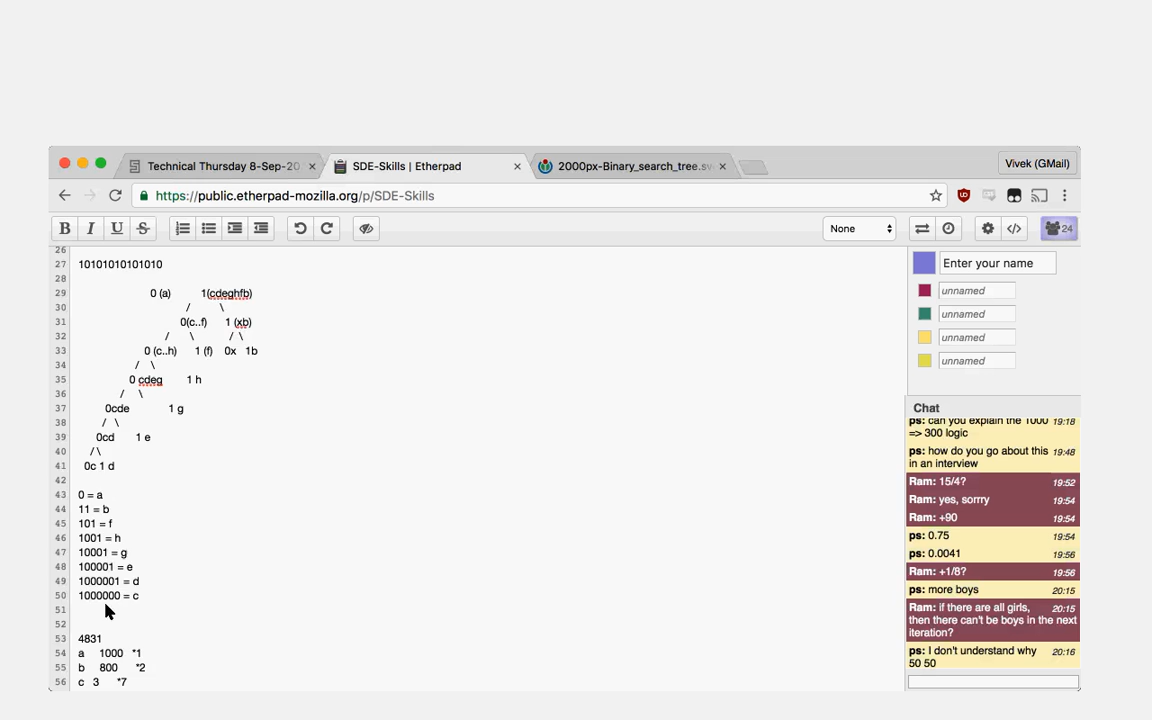 Technical Thursday 8-Sep-20
SDE-Skills | Etherpad
2000px-Binary_search_tree.sv
Vivek (GMail)
https://public.etherpad-mozilla.org/p/SDE-Skills
B I U S
None
24
26
27 10101010101010
28
29 0 (a) 1(cdeghfb)
30 / \
31 0(c..f) 1 (xb)
32 / \ / \
33 0 (c..h) 1 (f) 0x 1b
34 / \
35 0 cdeg 1 h
36 / \
37 0cde 1 g
38 / \
39 0cd 1 e
40 /\
41 0c 1 d
42
43 0 = a
44 11 = b
45 101 = f
46 1001 = h
47 10001 = g
48 100001 = e
49 1000001 = d
50 1000000 = c
51
52
53 4831
54 a 1000 *1
55 b 800 *2
56 c 3 *7
Enter your name
unnamed
unnamed
unnamed
unnamed
Chat
ps: can you explain the 1000 19:18
=> 300 logic
ps: how do you go about this 19:48
in an interview
Ram: 15/4? 19:52
Ram: yes, sorrry 19:54
Ram: +90 19:54
ps: 0.75 19:54
ps: 0.0041 19:56
Ram: +1/8? 19:56
ps: more boys 20:15
Ram: if there are all girls, 20:15
then there can't be boys in the next
iteration?
ps: I don't understand why 20:16
50 50